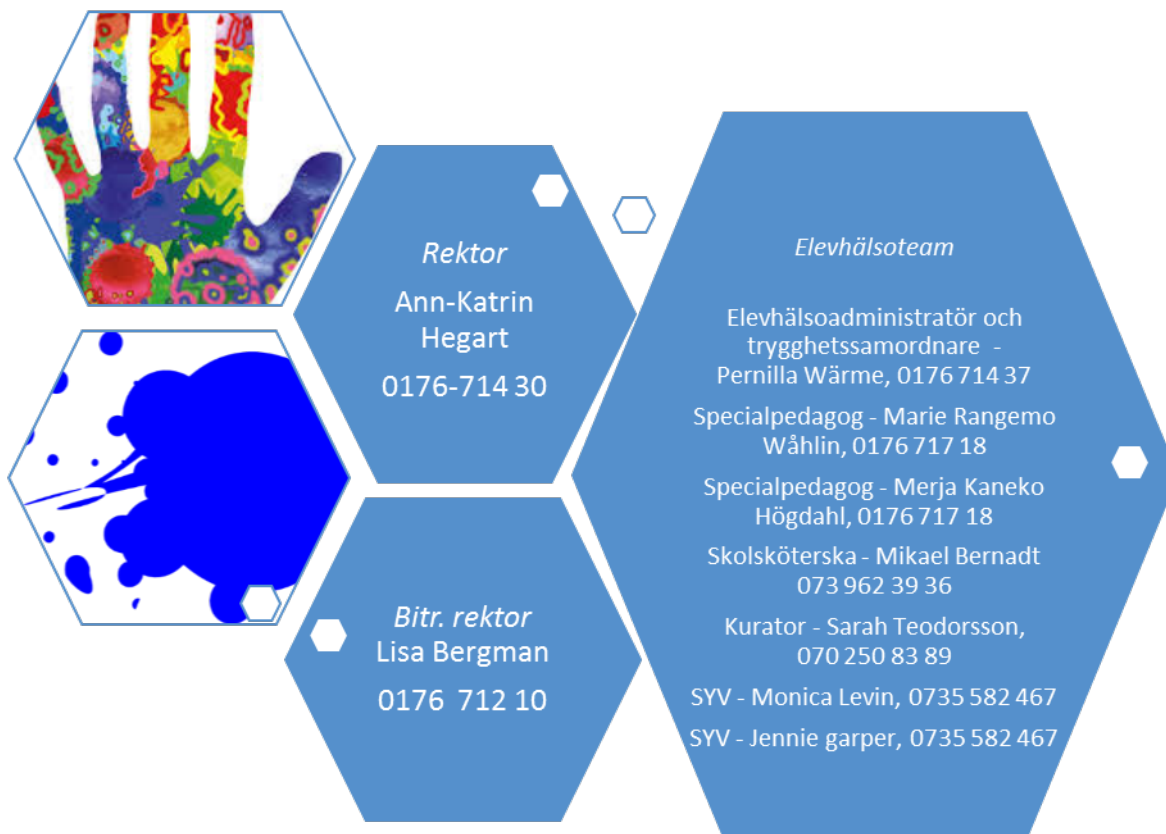 Rektor
Ann-Katrin
Hegart
0176-714 30
Bitr. rektor
Lisa Bergman
0176  712 10
Elevhälsoteam
Elevhälsoadministratör och
trygghetssamordnare  -
Pernilla Wärme, 0176 714 37
Specialpedagog - Marie Rangemo
Wåhlin, 0176 717 18
Specialpedagog - Merja Kaneko
Högdahl, 0176 717 18
Skolsköterska - Mikael Bernadt
073 962 39 36
Kurator - Sarah Teodorsson,
070 250 83 89
SYV - Monica Levin, 0735 582 467
SYV - Jennie garper, 0735 582 467